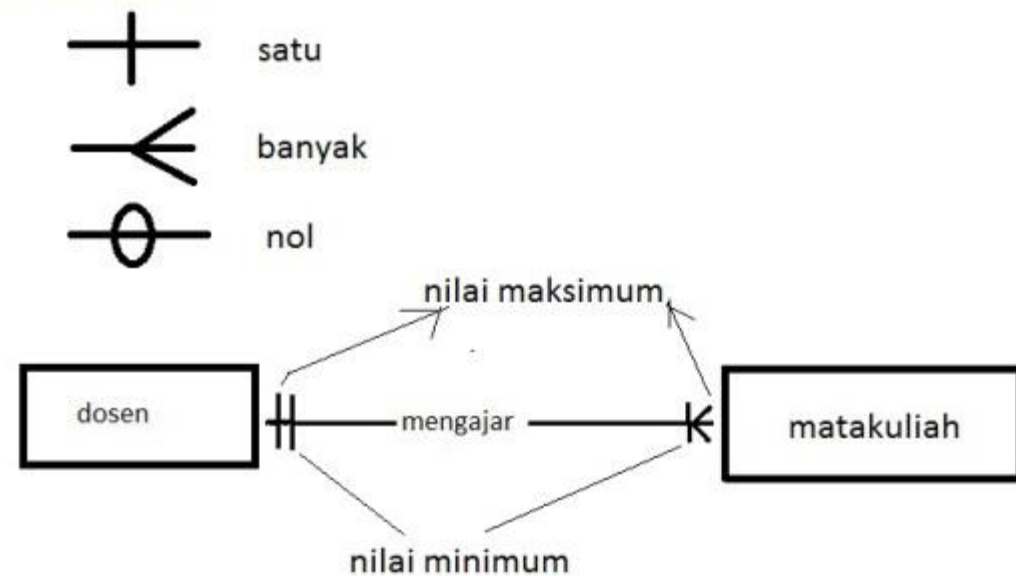 satu
banyak
nol
nilai maksimum
dosen
mengajar
matakuliah
nilai minimum